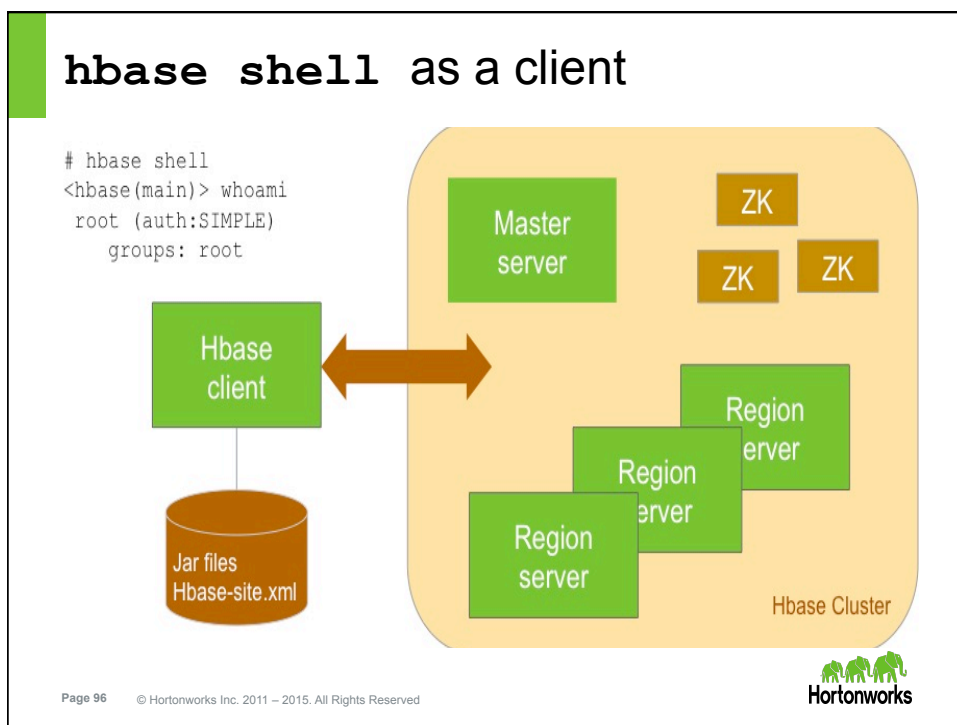 hbase shell as a client
# hbase shell
<hbase(main)> whoami
root (auth:SIMPLE)
groups: root
Master
server
ZK
ZK
ZK
Hbase
client
Region
erver
Region
erver
Region
server
Jar files
Hbase-site.xml
Hbase Cluster
Page 96
© Hortonworks Inc. 2011 – 2015. All Rights Reserved
Hortonworks